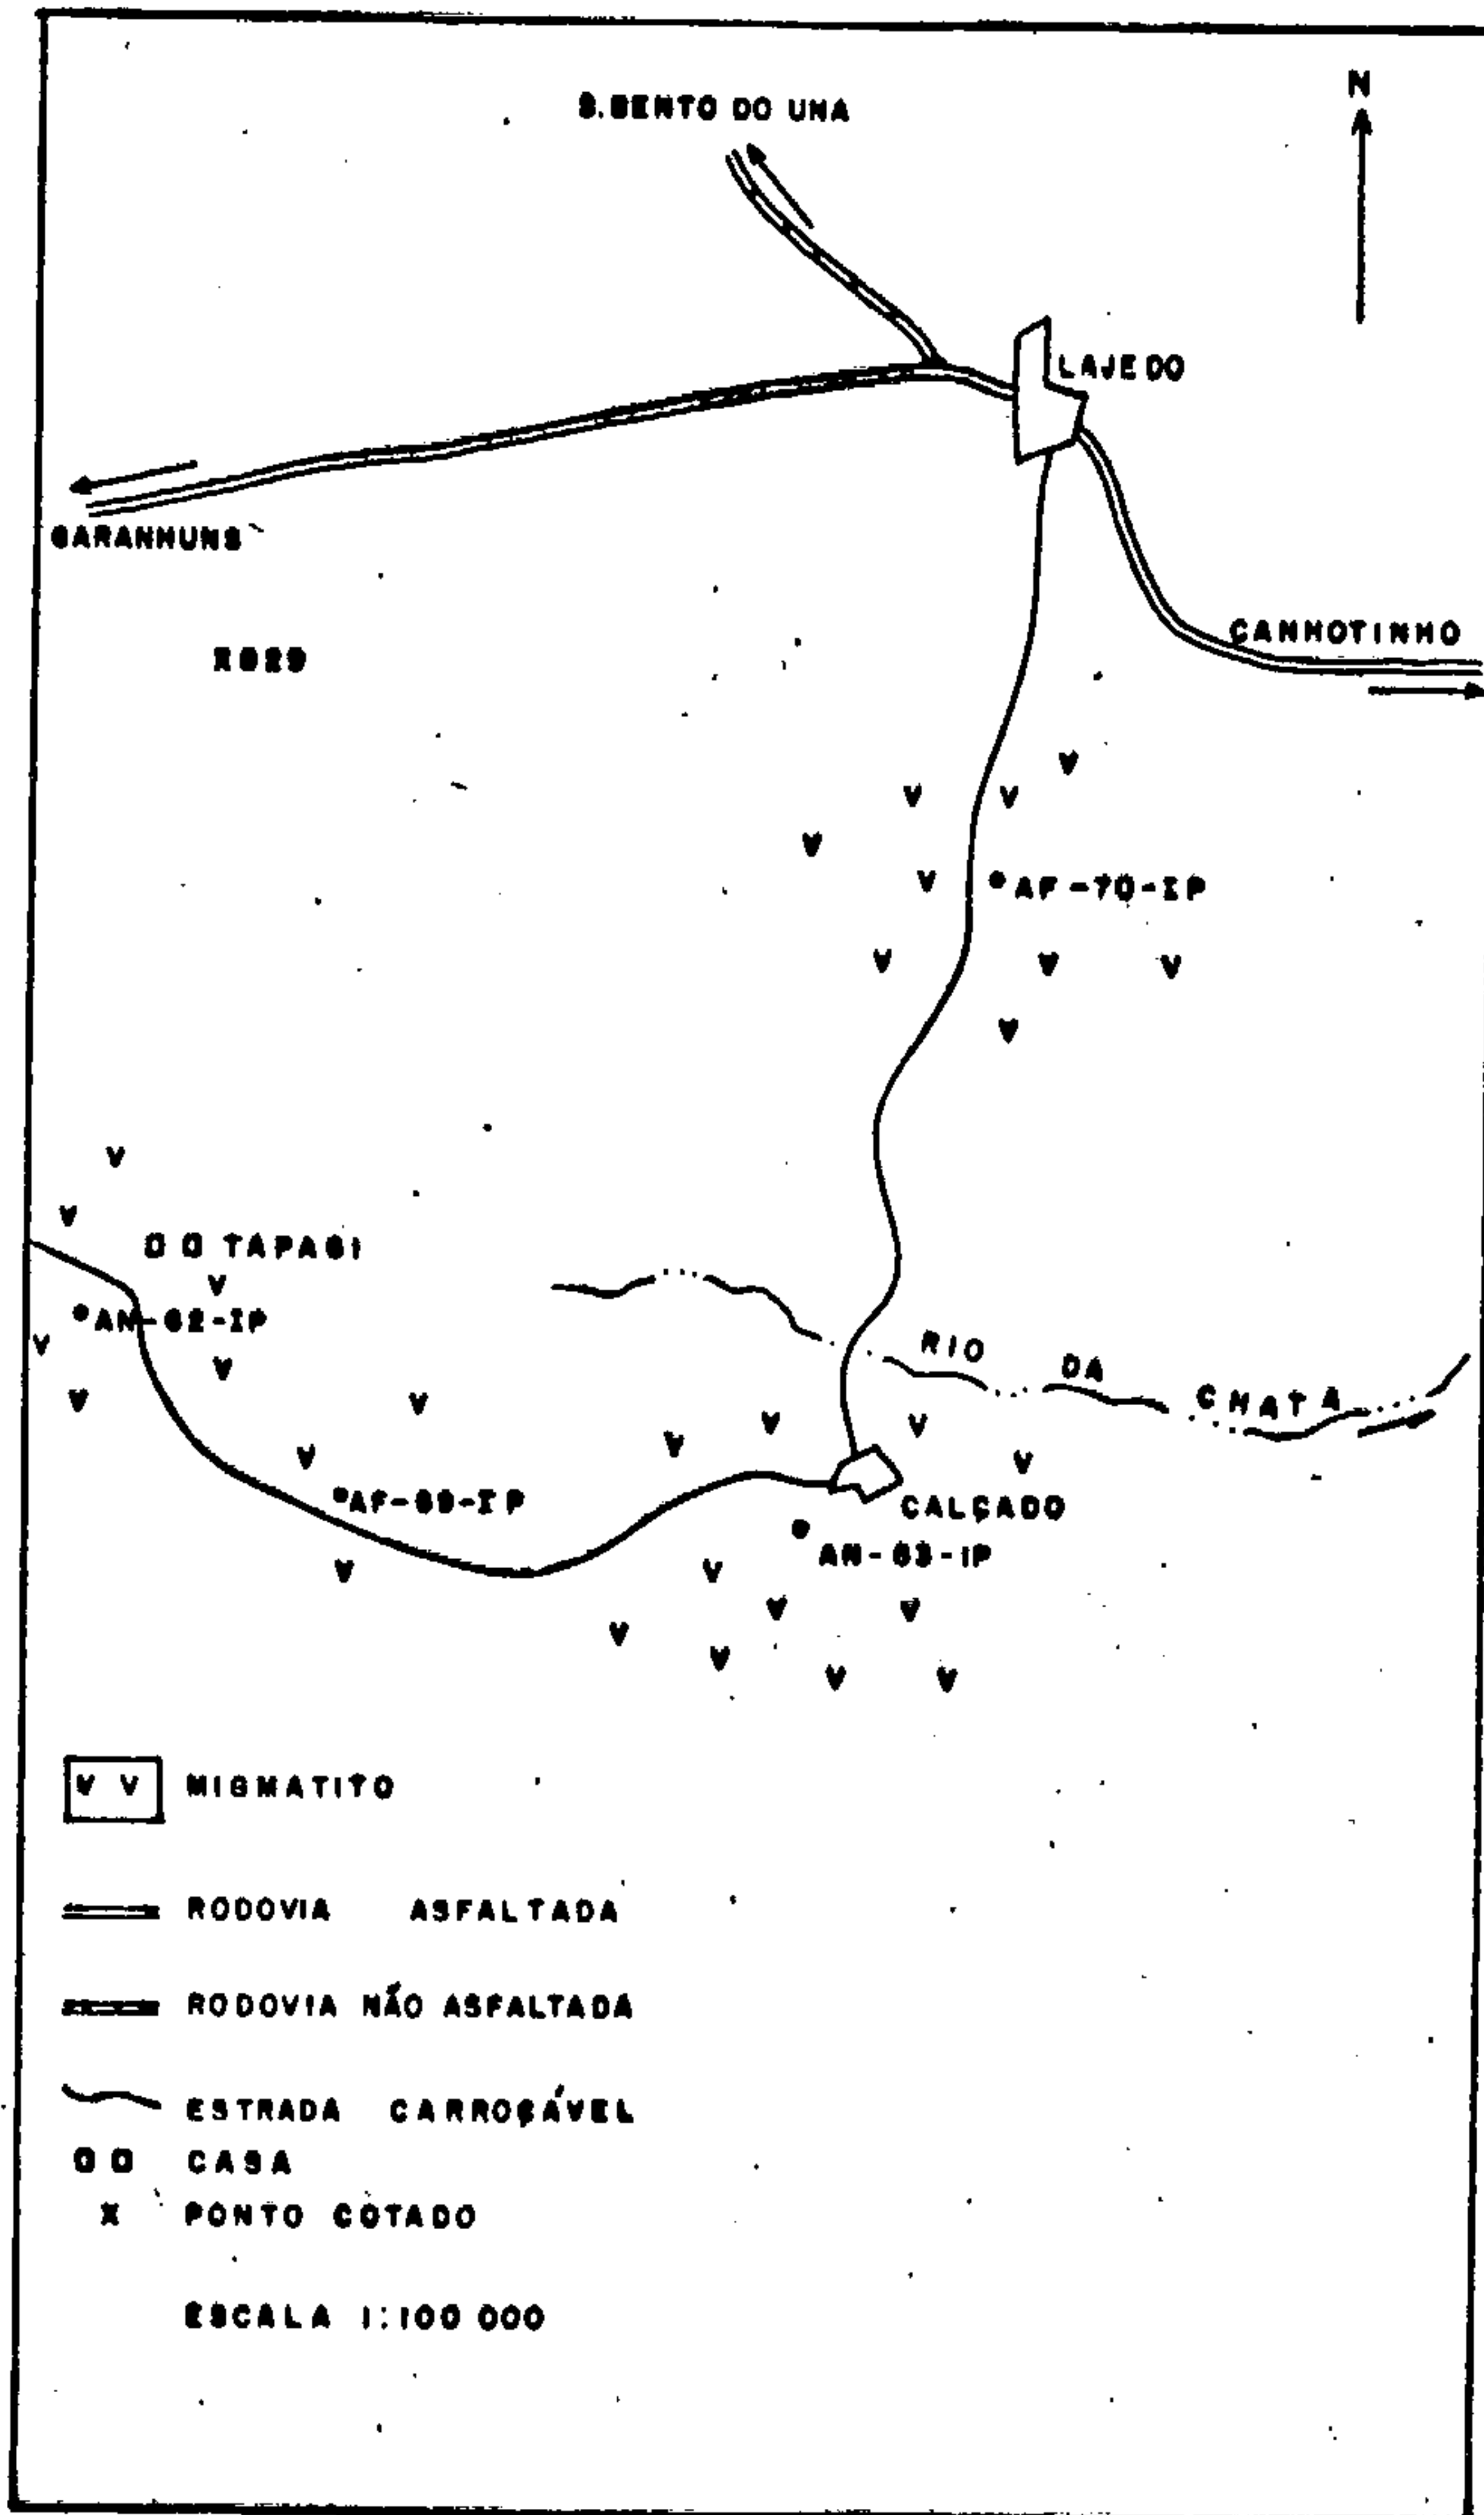 S. BENTO DO UNA
N
LAJEDO
GARANHUNS
CANHOTINHO
X829
V
V V
V
V
AF-70-IP
V V V
V
V
V
OO TAPAGI
V
AN-62-IP
V
RIO DA CHATA
V
V V
V V
V
V
V
AF-69-IP
CALÇADO
AN-63-IP
V V
V V
V V
V V
V V MIGMATITO
RODOVIA ASFALTADA
RODOVIA NÃO ASFALTADA
ESTRADA CARROÇÁVEL
OO CASA
X PONTO COTADO
ESCALA 1:100 000